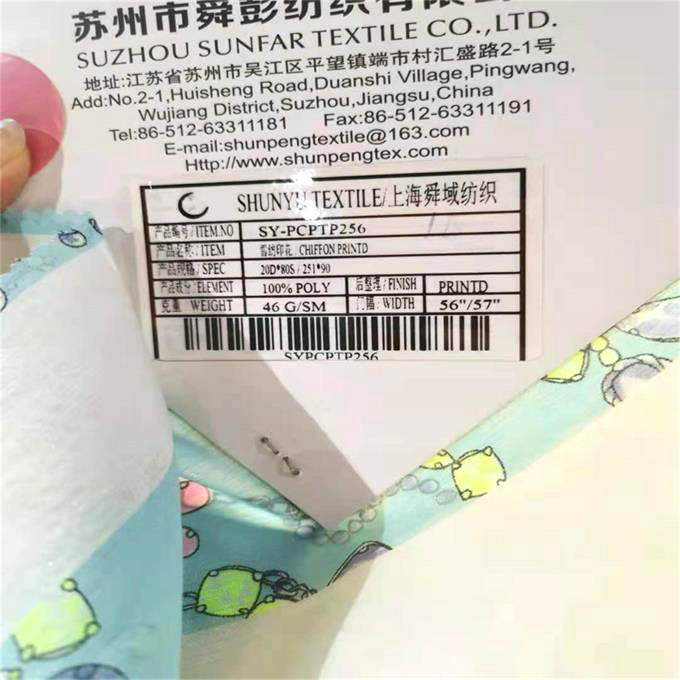 苏州市舜彭纺织有限公
SUZHOU SUNFAR TEXTILE CO.,LTD.
地址:江苏省苏州市吴江区平望镇端市村汇盛路2-1号
Add:No.2-1,Huisheng Road,Duanshi Village,Pingwang,
Wujiang District,Suzhou,Jiangsu,China
Tel:86-512-63311181 Fax:86-512-63311191
E-mail:shunpengtextile@163.com
Http://www.shunpengtex.com
SHUNYU TEXTILE/上海舜域纺织
产品编号/ITEM.NO SY-PCPTP256
产品名称:/ITEM 雪纺印花/CHIFFON PRINTD
产品规格/SPEC 20D*80S / 251*90
产品成分/ELEMENT 100% POLY 后整理/FINISH PRINTD
克重 WEIGHT 46 G/SM 门幅/WIDTH 56"/57"
SYPCPTP256